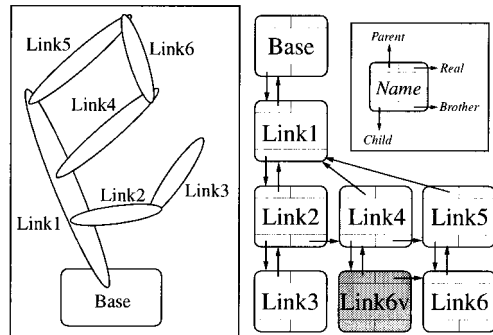 Link5
Link6
Link4
Link2
Link3
Link1
Base
Base
Link1
Link2
Link4
Link5
Link3
Link6v
Link6
Parent
Real
Name
Brother
Child